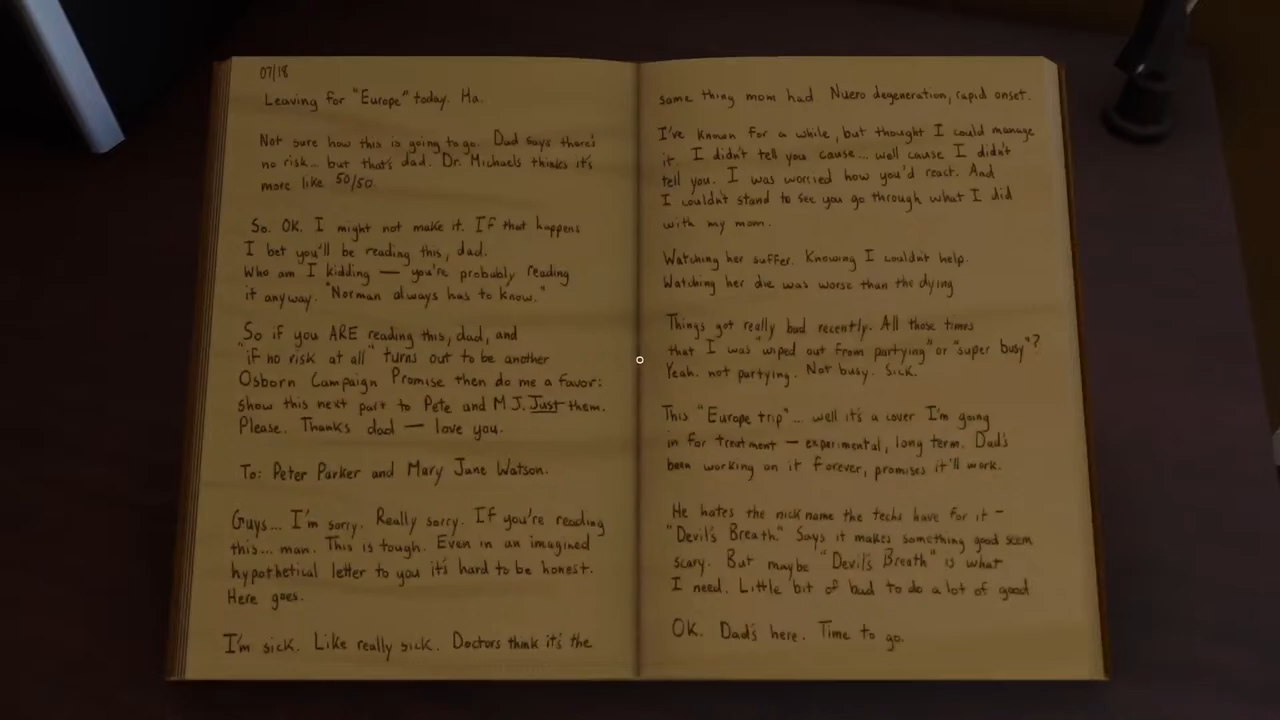 07/18
Leaving for "Europe" today. Ha.
Not sure how this is going to go. Dad says there's
no risk... but that's dad. Dr. Michaels thinks it's
more like 50/50.
So. OK. I might not make it. If that happens
I bet you'll be reading this, dad.
Who am I kidding — you're probably reading
it anyway. "Norman always has to know."
So if you ARE reading this, dad, and
"if no risk at all" turns out to be another
Osborn Campaign Promise then do me a favor:
show this next part to Pete and MJ. Just them.
Please. Thanks dad — love you.
To: Peter Parker and Mary Jane Watson.
Guys... I'm sorry. Really sorry. If you're reading
this... man. This is tough. Even in an imagined
hypothetical letter to you it's hard to be honest.
Here goes.
I'm sick. Like really sick. Doctors think it's the
same thing mom had. Nuero degeneration, rapid onset.
I've known for a while, but thought I could manage
it. I didn't tell you cause... well cause I didn't
tell you. I was worried how you'd react. And
I couldn't stand to see you go through what I did
with my mom.
Watching her suffer. Knowing I couldn't help.
Watching her die was worse than the dying
Things got really bad recently. All those times
that I was "wiped out from partying" or "super busy"?
Yeah. not partying. Not busy. Sick.
This "Europe trip"... well it's a cover I'm going
in for treatment — experimental, long term. Dad's
been working on it forever, promises it'll work.
He hates the nickname the techs have for it -
"Devil's Breath." Says it makes something good seem
scary. But maybe "Devil's Breath" is what
I need. Little bit of bad to do a lot of good
OK. Dad's here. Time to go.